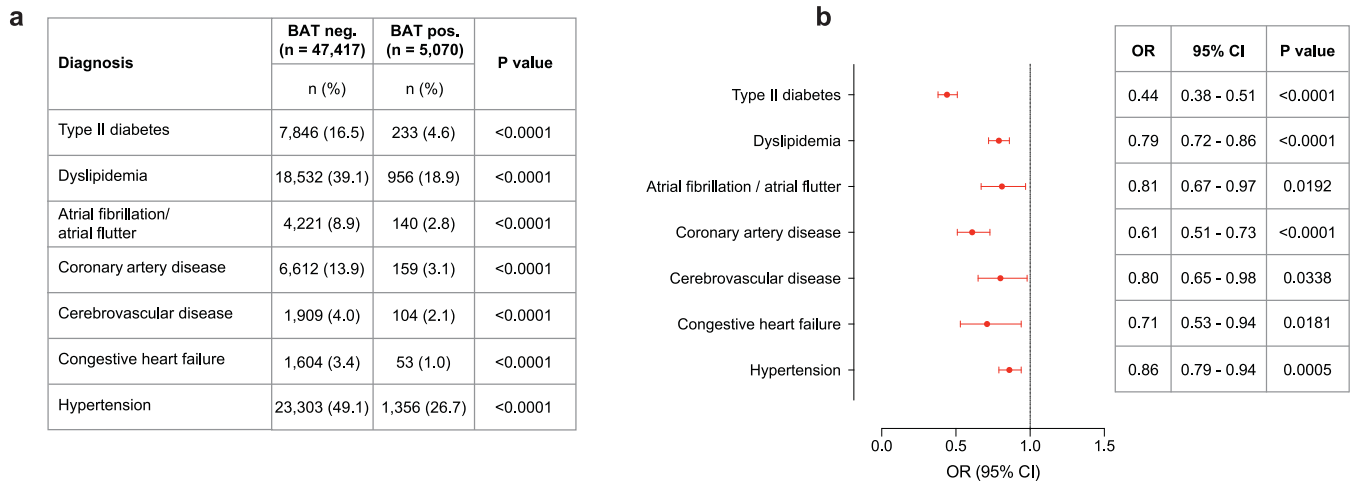 a
Diagnosis
BAT neg.
(n = 47,417)
BAT pos.
(n = 5,070)
P value
n (%)
n (%)
Type II diabetes
7,846 (16.5)
233 (4.6)
<0.0001
Dyslipidemia
18,532 (39.1)
956 (18.9)
<0.0001
Atrial fibrillation/
atrial flutter
4,221 (8.9)
140 (2.8)
<0.0001
Coronary artery disease
6,612 (13.9)
159 (3.1)
<0.0001
Cerebrovascular disease
1,909 (4.0)
104 (2.1)
<0.0001
Congestive heart failure
1,604 (3.4)
53 (1.0)
<0.0001
Hypertension
23,303 (49.1)
1,356 (26.7)
<0.0001
b
OR
95% CI
P value
Type II diabetes
0.44
0.38 - 0.51
<0.0001
Dyslipidemia
0.79
0.72 - 0.86
<0.0001
Atrial fibrillation / atrial flutter
0.81
0.67 - 0.97
0.0192
Coronary artery disease
0.61
0.51 - 0.73
<0.0001
Cerebrovascular disease
0.80
0.65 - 0.98
0.0338
Congestive heart failure
0.71
0.53 - 0.94
0.0181
Hypertension
0.86
0.79 - 0.94
0.0005
0.0
0.5
1.0
1.5
OR (95% CI)